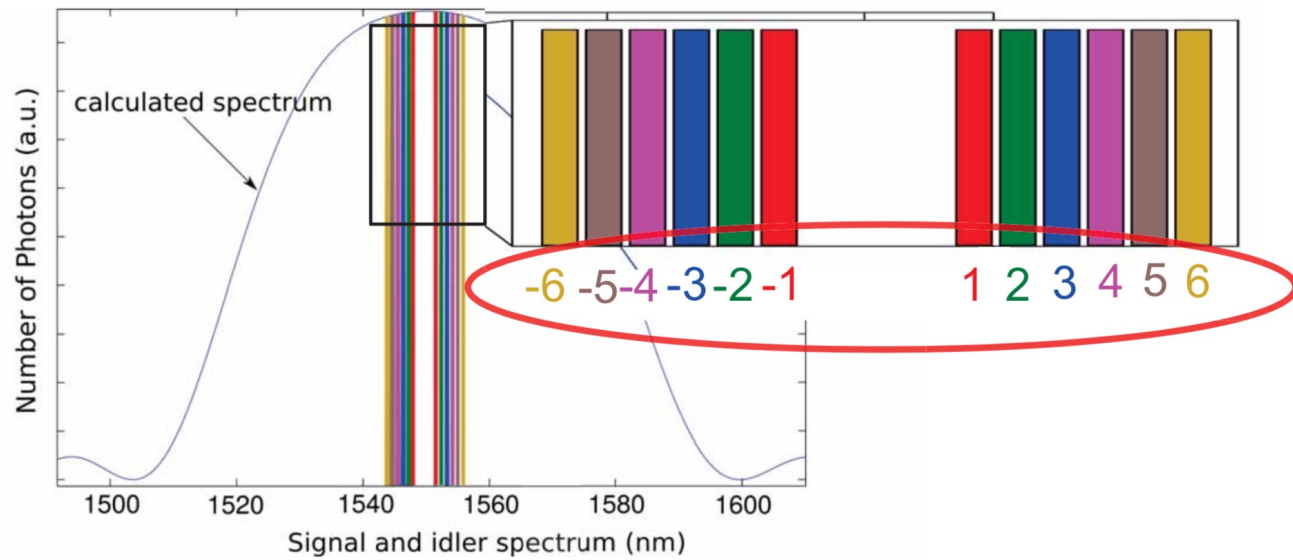 Number of Photons (a.u.)
calculated spectrum
-6 -5 -4 -3 -2 -1 1 2 3 4 5 6
1500 1520 1540 1560 1580 1600
Signal and idler spectrum (nm)